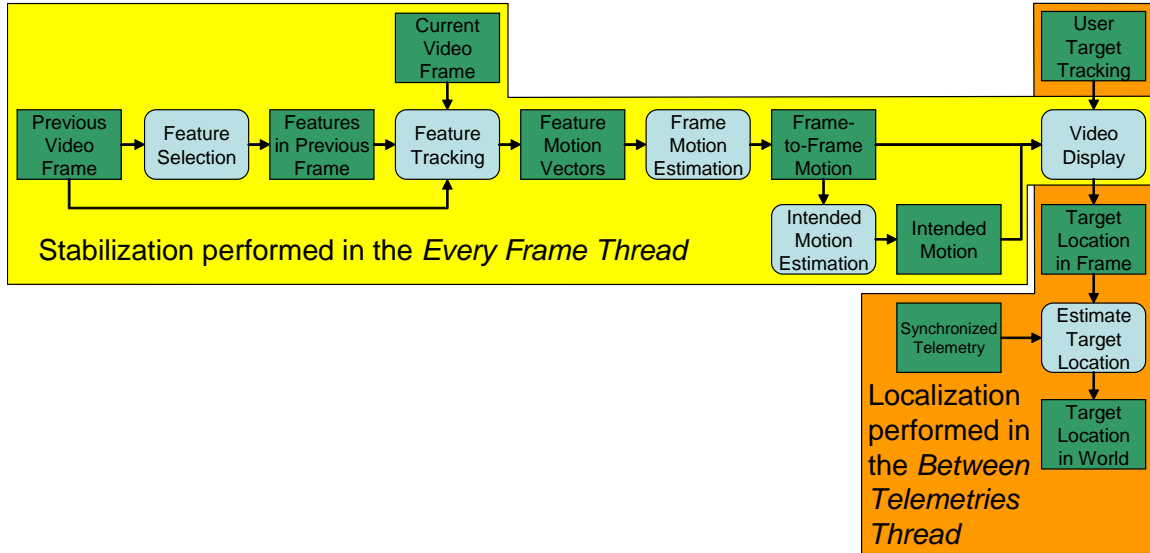 Current
Video
Frame
User
Target
Tracking
Previous
Video
Frame
Feature
Selection
Features
in Previous
Frame
Feature
Tracking
Feature
Motion
Vectors
Frame
Motion
Estimation
Frame-
to-Frame
Motion
Video
Display
Stabilization performed in the Every Frame Thread
Intended
Motion
Estimation
Intended
Motion
Target
Location
in Frame
Synchronized
Telemetry
Estimate
Target
Location
Localization
performed in
the Between
Telemetries
Thread
Target
Location
in World